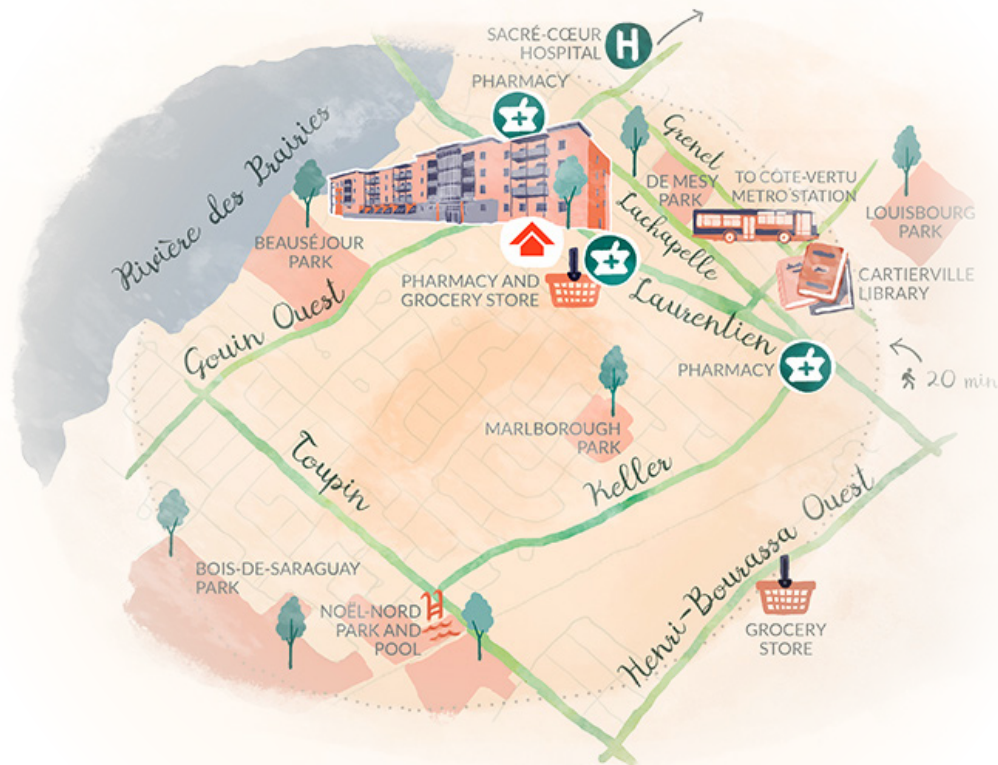 SACRÉ-CŒUR
HOSPITAL
H
PHARMACY
Rivière des Prairies
Grenet
DE MESY
PARK
TO CÔTE-VERTU
METRO STATION
LOUISBOURG
PARK
BEAUSÉJOUR
PARK
Lachapelle
PHARMACY AND
GROCERY STORE
CARTIERVILLE
LIBRARY
Laurentien
Gouin Ouest
PHARMACY
20 min
MARLBOROUGH
PARK
Toupin
Keller
Henri-Bourassa Ouest
BOIS-DE-SARAGUAY
PARK
NOËL-NORD
PARK AND
POOL
GROCERY
STORE